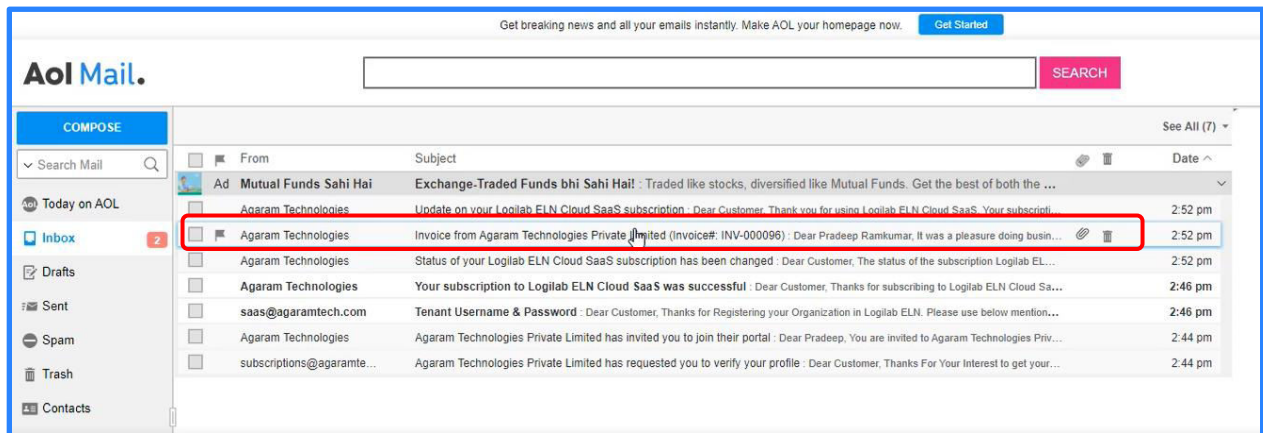 Get breaking news and all your emails instantly. Make AOL your homepage now. Get Started
Aol Mail.
SEARCH
COMPOSE
See All (7)
Search Mail
From Subject Date
Ad Mutual Funds Sahi Hai Exchange-Traded Funds bhi Sahi Hai! : Traded like stocks, diversified like Mutual Funds. Get the best of both the ...
Today on AOL
Agaram Technologies Update on your Logilab ELN Cloud SaaS subscription : Dear Customer, Thank you for using Logilab ELN Cloud SaaS. Your subscripti... 2:52 pm
Inbox 2
Agaram Technologies Invoice from Agaram Technologies Private Limited (Invoice#: INV-000096) : Dear Pradeep Ramkumar, It was a pleasure doing busin... 2:52 pm
Drafts
Agaram Technologies Status of your Logilab ELN Cloud SaaS subscription has been changed : Dear Customer, The status of the subscription Logilab EL... 2:52 pm
Agaram Technologies Your subscription to Logilab ELN Cloud SaaS was successful : Dear Customer, Thanks for subscribing to Logilab ELN Cloud Sa... 2:46 pm
Sent
saas@agaramtech.com Tenant Username & Password : Dear Customer, Thanks for Registering your Organization in Logilab ELN. Please use below mention... 2:46 pm
Spam
Agaram Technologies Agaram Technologies Private Limited has invited you to join their portal : Dear Pradeep, You are invited to Agaram Technologies Priv... 2:44 pm
Trash
subscriptions@agaramte... Agaram Technologies Private Limited has requested you to verify your profile : Dear Customer, Thanks For Your Interest to get your... 2:44 pm
Contacts